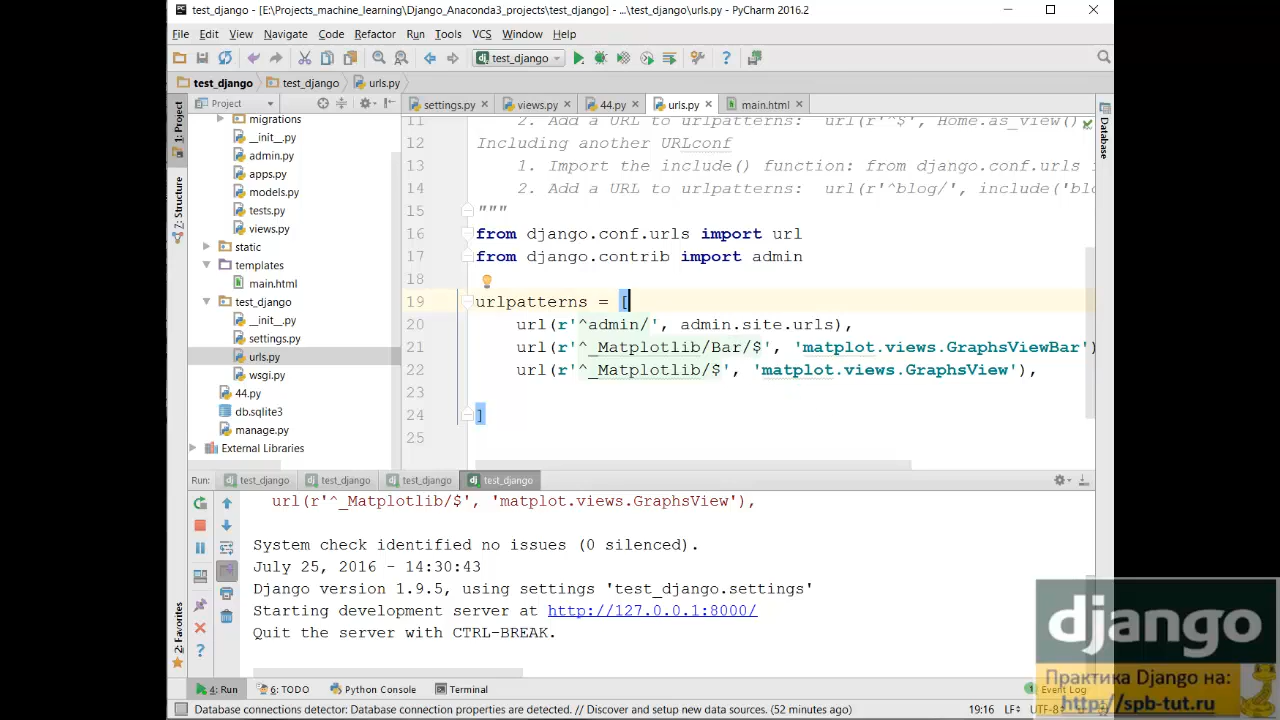 test_django - [E:\Projects_machine_learning\Django_Anaconda3_projects\test_django] - ...\test_django\urls.py - PyCharm 2016.2
File Edit View Navigate Code Refactor Run Tools VCS Window Help
test_django
test_django test_django urls.py
Project
settings.py views.py 44.py urls.py main.html
1: Project
Z: Structure
2: Favorites
Database
migrations
__init__.py
admin.py
apps.py
models.py
tests.py
views.py
static
templates
main.html
test_django
__init__.py
settings.py
urls.py
wsgi.py
44.py
db.sqlite3
manage.py
External Libraries
11 2. Add a URL to urlpatterns: url(r'^$', Home.as_view()
12 Including another URLconf
13 1. Import the include() function: from django.conf.urls
14 2. Add a URL to urlpatterns: url(r'^blog/', include('blo
15 """
16 from django.conf.urls import url
17 from django.contrib import admin
18
19 urlpatterns = [
20 url(r'^admin/', admin.site.urls),
21 url(r'^_Matplotlib/Bar/$', 'matplot.views.GraphsViewBar')
22 url(r'^_Matplotlib/$', 'matplot.views.GraphsView'),
23
24 ]
25
Run: test_django test_django test_django test_django
url(r'^_Matplotlib/$', 'matplot.views.GraphsView'),
System check identified no issues (0 silenced).
July 25, 2016 - 14:30:43
Django version 1.9.5, using settings 'test_django.settings'
Starting development server at http://127.0.0.1:8000/
Quit the server with CTRL-BREAK.
4: Run 6: TODO Python Console Terminal 1 Event Log
Database connections detector: Database connection properties are detected. // Discover and setup new data sources. (52 minutes ago) 19:16 LF UTF-8
django
Практика Django на:
http://spb-tut.ru